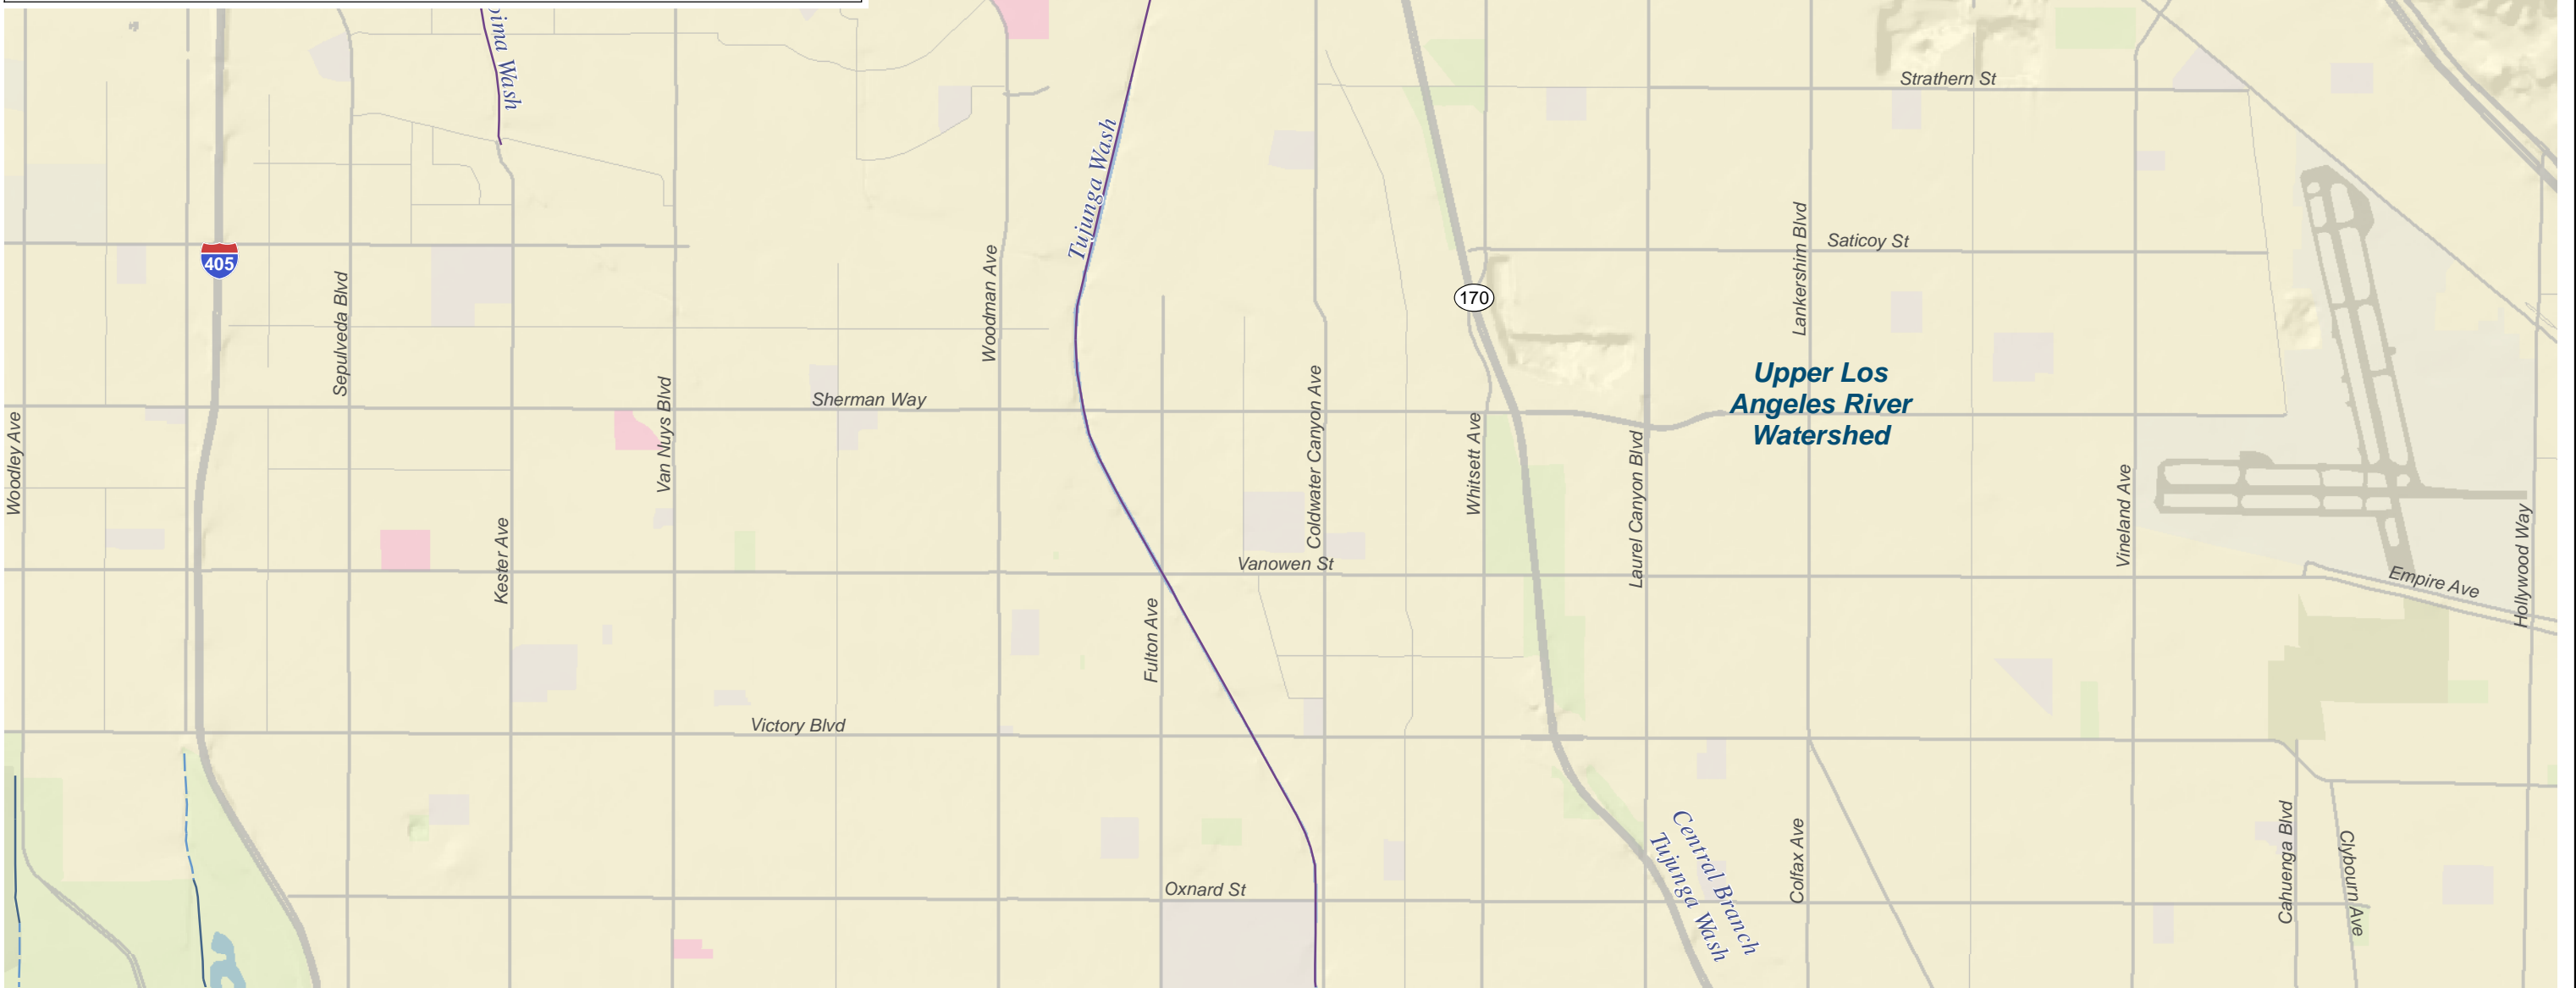 oima Wash
Strathern St
Tujunga Wash
Lankershim Blvd
Saticoy St
405
Sepulveda Blvd
Woodman Ave
170
Upper Los
Angeles River
Watershed
Sherman Way
Van Nuys Blvd
Coldwater Canyon Ave
Woodley Ave
Whitsett Ave
Laurel Canyon Blvd
Vineland Ave
Kester Ave
Hollywood Way
Vanowen St
Empire Ave
Fulton Ave
Victory Blvd
Central Branch
Tujunga Wash
Colfax Ave
Cahuenga Blvd
Clybourn Ave
Oxnard St